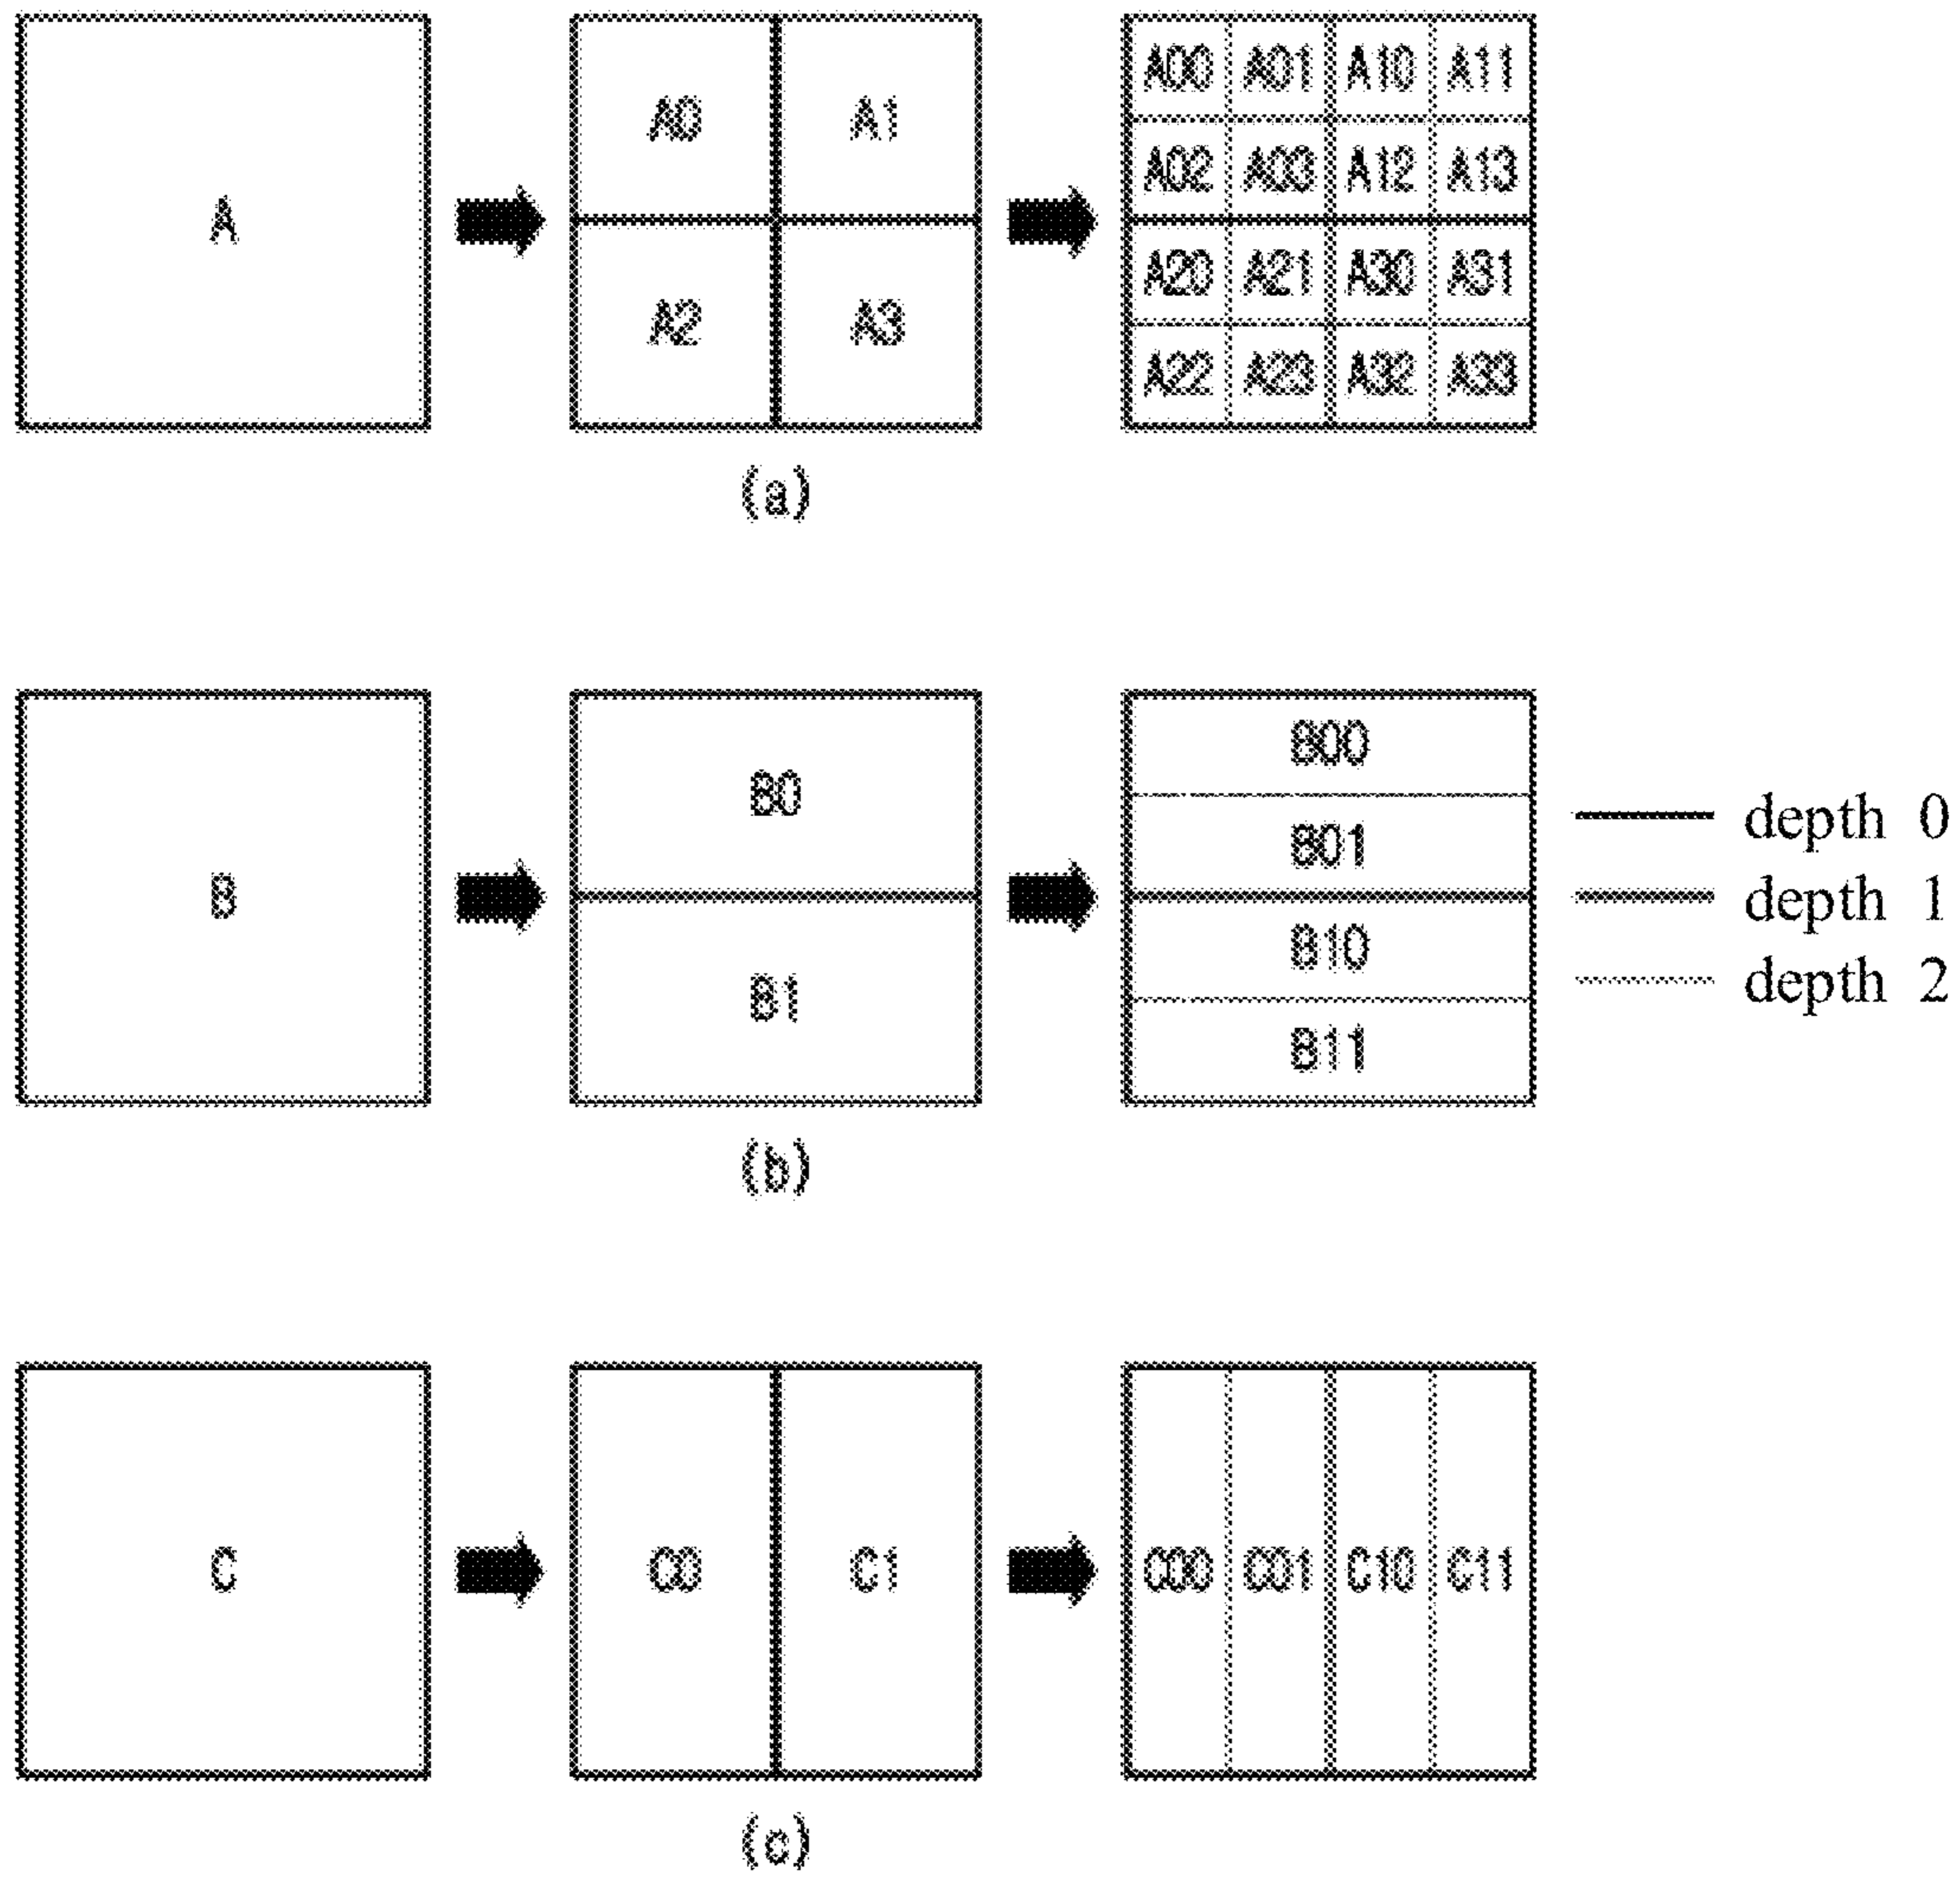 A
A0 A1
A2 A3
A00 A01 A10 A11
A02 A03 A12 A13
A20 A21 A30 A31
A22 A23 A32 A33
(a)
B
B0
B1
B00
B01
B10
B11
depth 0
depth 1
depth 2
(b)
C
C0 C1
C00 C01 C10 C11
(c)